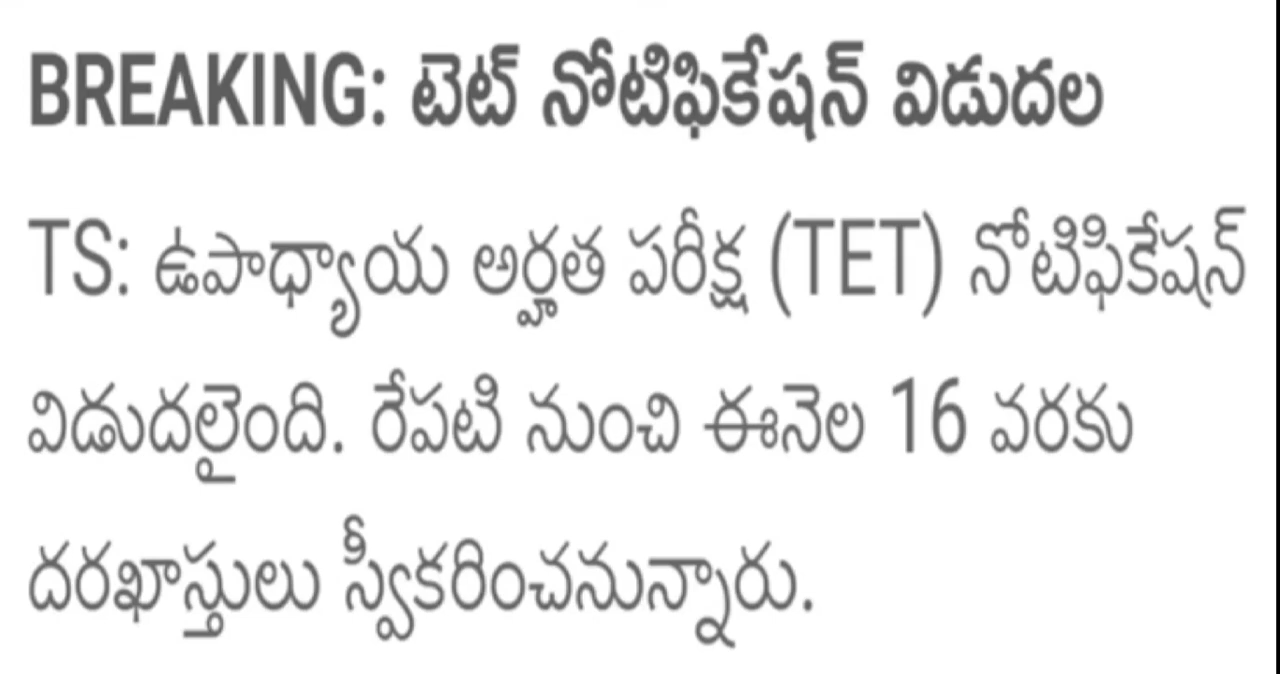 BREAKING: టెట్ నోటిఫికేషన్ విడుదల
TS: ఉపాధ్యాయ అర్హత పరీక్ష (TET) నోటిఫికేషన్
విడుదలైంది. రేపటి నుంచి ఈనెల 16 వరకు
దరఖాస్తులు స్వీకరించనున్నారు.